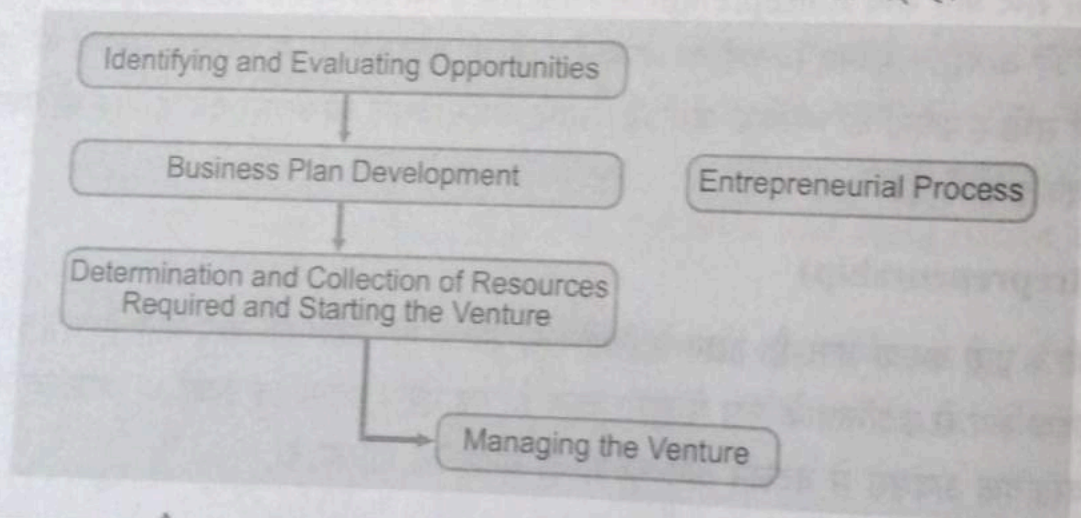 Identifying and Evaluating Opportunities
Business Plan Development
Entrepreneurial Process
Determination and Collection of Resources
Required and Starting the Venture
Managing the Venture